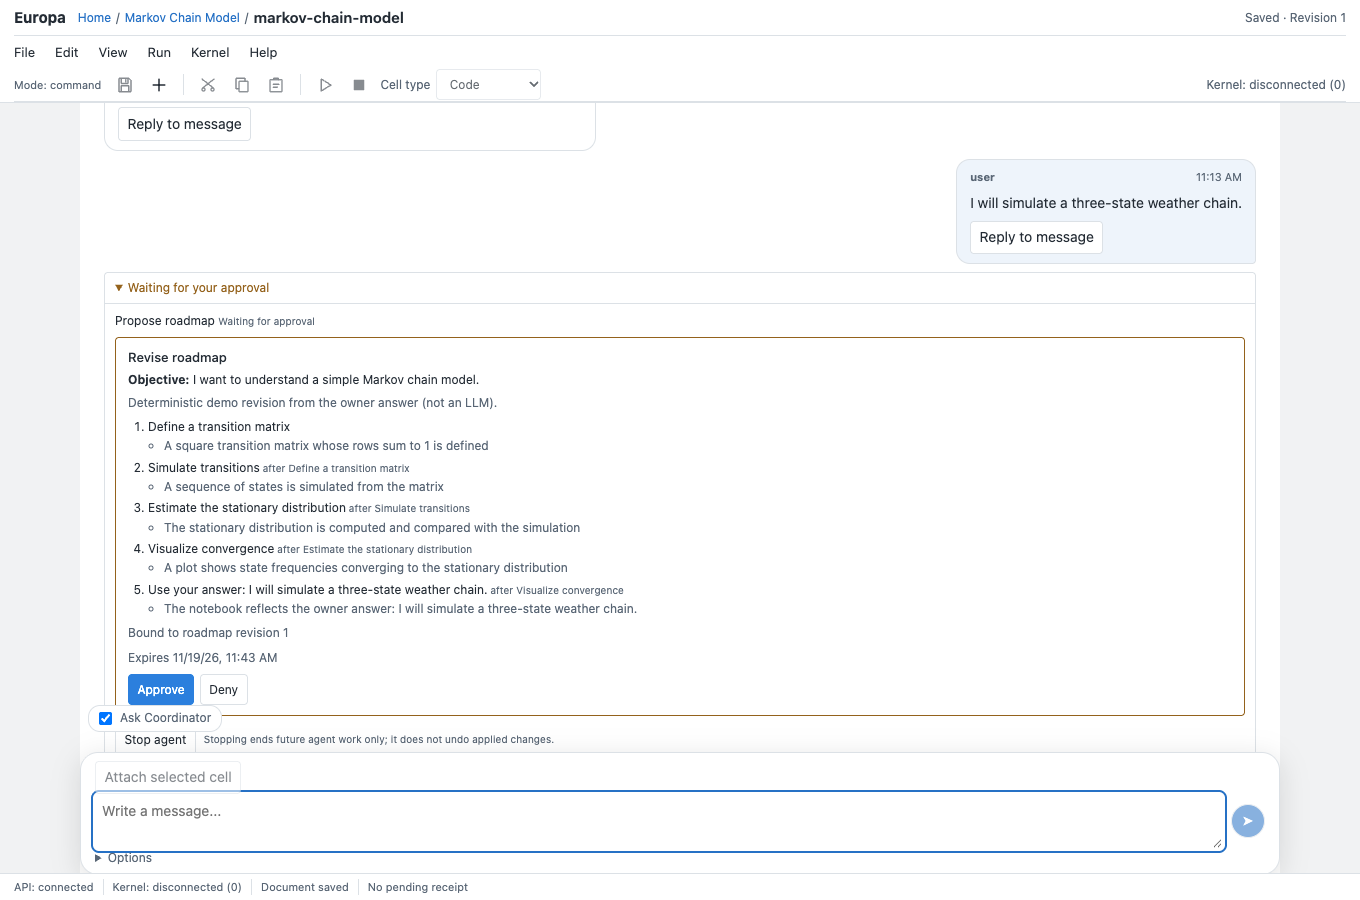 Europa Home / Markov Chain Model / markov-chain-model Saved · Revision 1
File Edit View Run Kernel Help
Mode: command Cell type Code Kernel: disconnected (0)
Reply to message
user 11:13 AM
I will simulate a three-state weather chain.
Reply to message
Waiting for your approval
Propose roadmap Waiting for approval
Revise roadmap
Objective: I want to understand a simple Markov chain model.
Deterministic demo revision from the owner answer (not an LLM).
1. Define a transition matrix
A square transition matrix whose rows sum to 1 is defined
2. Simulate transitions after Define a transition matrix
A sequence of states is simulated from the matrix
3. Estimate the stationary distribution after Simulate transitions
The stationary distribution is computed and compared with the simulation
4. Visualize convergence after Estimate the stationary distribution
A plot shows state frequencies converging to the stationary distribution
5. Use your answer: I will simulate a three-state weather chain. after Visualize convergence
The notebook reflects the owner answer: I will simulate a three-state weather chain.
Bound to roadmap revision 1
Expires 11/19/26, 11:43 AM
Approve Deny
Ask Coordinator
Stop agent Stopping ends future agent work only; it does not undo applied changes.
Attach selected cell
Write a message...
Options
API: connected Kernel: disconnected (0) Document saved No pending receipt